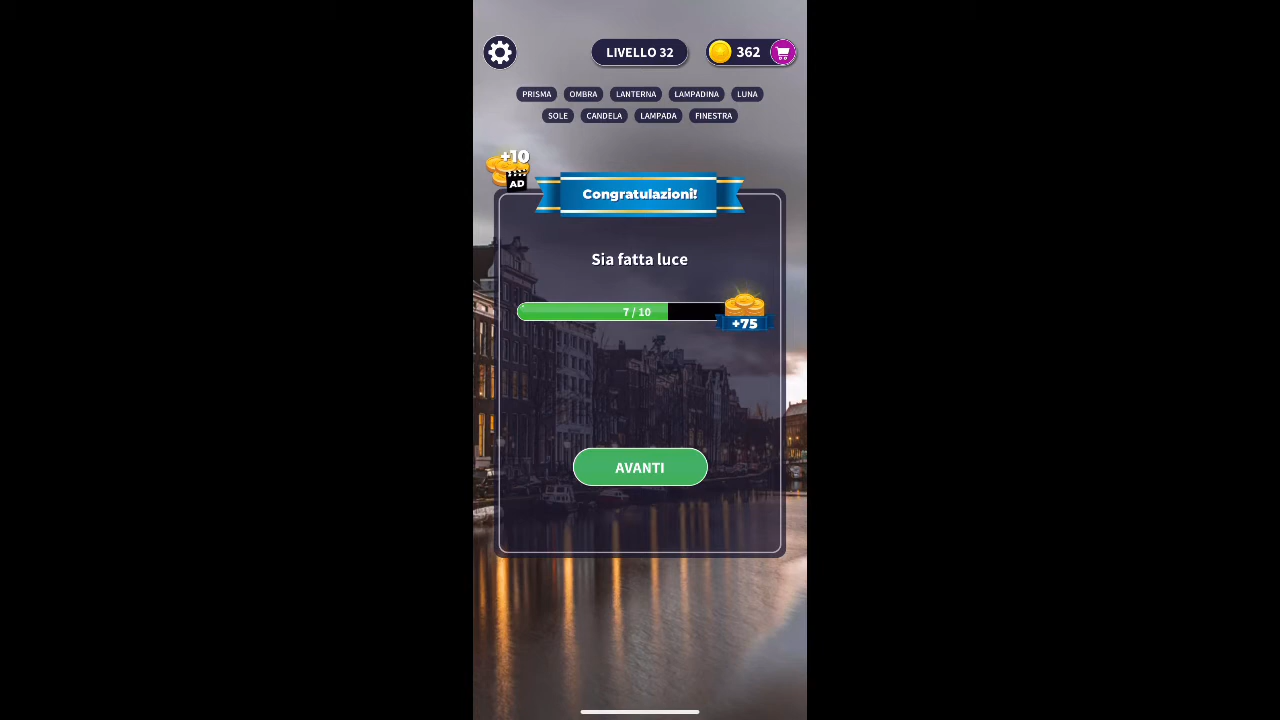 LIVELLO 32
362
PRISMA OMBRA LANTERNA LAMPADINA LUNA
SOLE CANDELA LAMPADA FINESTRA
+10
AD
Congratulazioni!
Sia fatta luce
7 / 10
+75
AVANTI